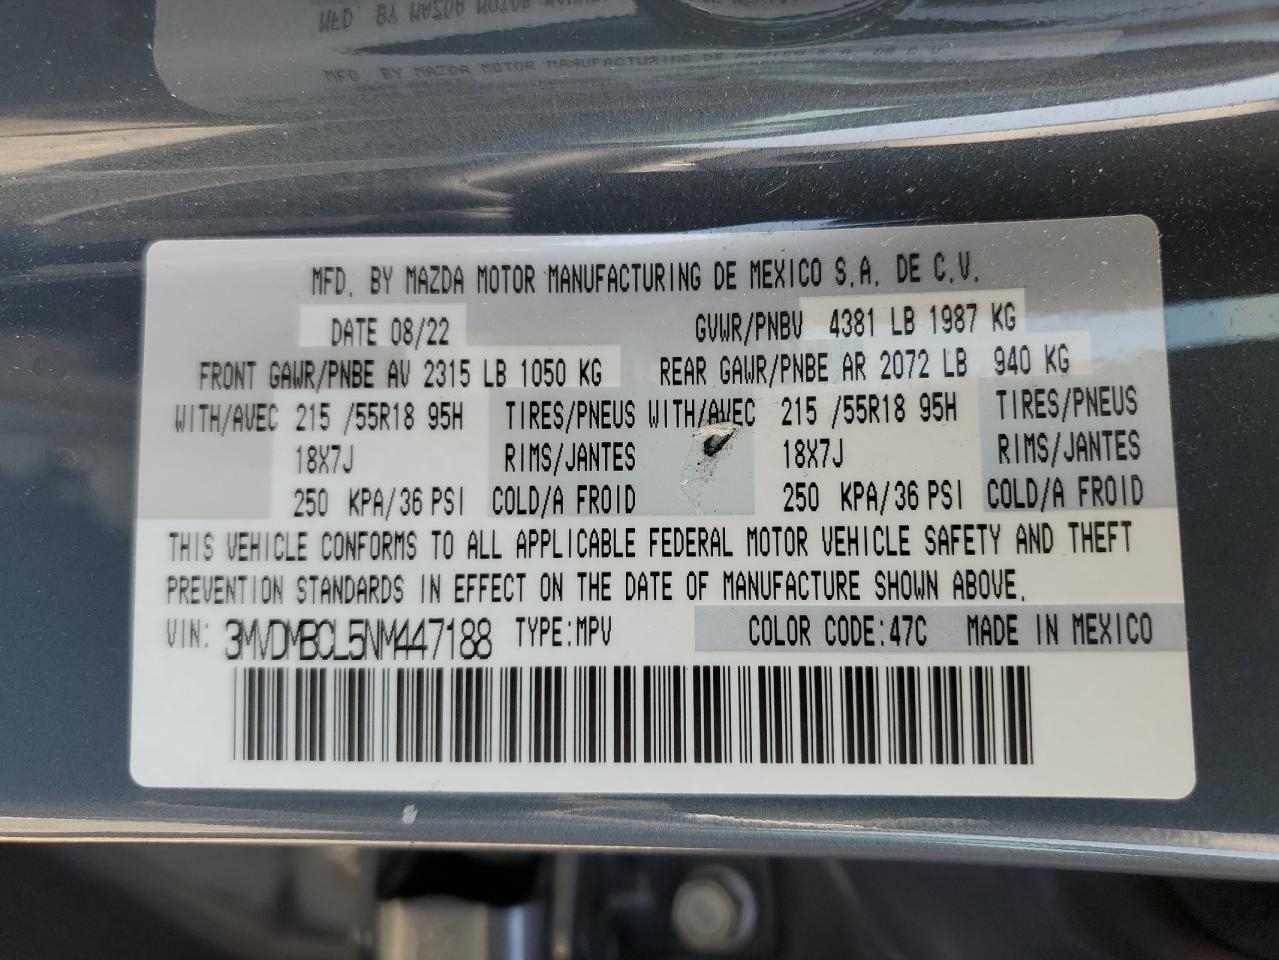 MFD. BY MAZDA MOTOR MANUFACTURING DE MEXICO S.A. DE C.V.
DATE 08/22 GVWR/PNBV 4381 LB 1987 KG
FRONT GAWR/PNBE AV 2315 LB 1050 KG REAR GAWR/PNBE AR 2072 LB 940 KG
WITH/AVEC 215 /55R18 95H TIRES/PNEUS WITH/AVEC 215 /55R18 95H TIRES/PNEUS
18X7J RIMS/JANTES 18X7J RIMS/JANTES
250 KPA/36 PSI COLD/A FROID 250 KPA/36 PSI COLD/A FROID
THIS VEHICLE CONFORMS TO ALL APPLICABLE FEDERAL MOTOR VEHICLE SAFETY AND THEFT
PREVENTION STANDARDS IN EFFECT ON THE DATE OF MANUFACTURE SHOWN ABOVE.
VIN: 3MVDMBCL5NM447188 TYPE:MPV COLOR CODE:47C MADE IN MEXICO